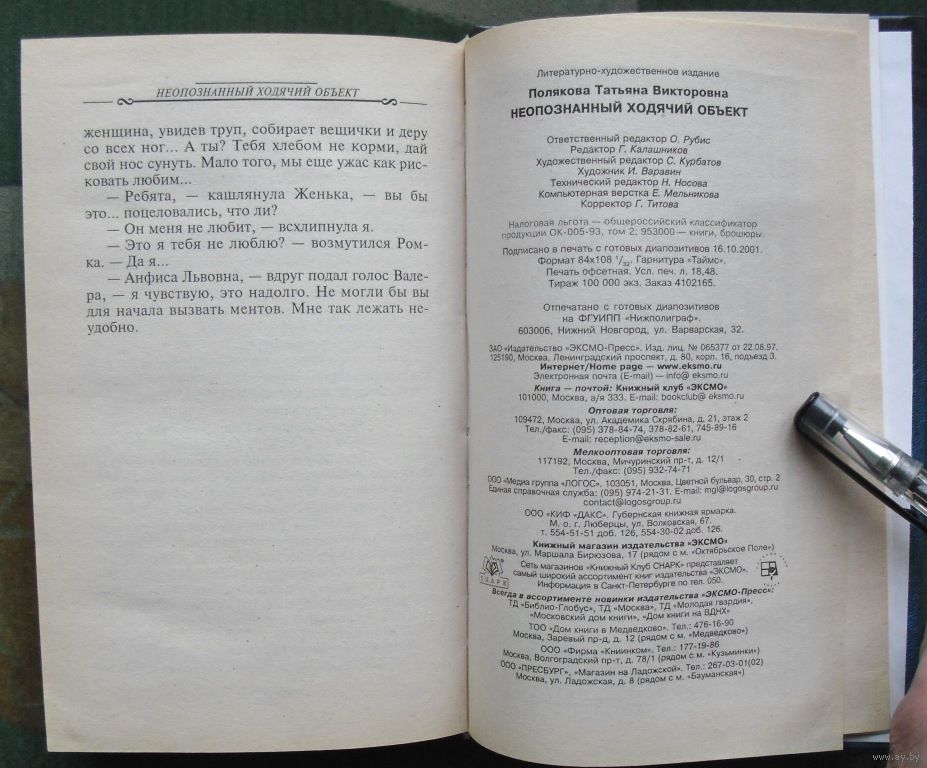 НЕОПОЗНАННЫЙ ХОДЯЧИЙ ОБЪЕКТ
женщина, увидев труп, собирает вещички и деру
со всех ног... А ты? Тебя хлебом не корми, дай
свой нос сунуть. Мало того, мы еще ужас как рис-
ковать любим...
— Ребята, — кашлянула Женька, — вы бы
это... поцеловались, что ли?
— Он меня не любит, — всхлипнула я.
— Это я тебя не люблю? — возмутился Ром-
ка. — Да я...
— Анфиса Львовна, — вдруг подал голос Вале-
ра, — я чувствую, это надолго. Не могли бы вы
для начала вызвать ментов. Мне так лежать не-
удобно.
Литературно-художественное издание
Полякова Татьяна Викторовна
НЕОПОЗНАННЫЙ ХОДЯЧИЙ ОБЪЕКТ
Ответственный редактор О. Рубис
Редактор Г. Калашников
Художественный редактор С. Курбатов
Художник И. Варавин
Технический редактор Н. Носова
Компьютерная верстка Е. Мельникова
Корректор Г. Титова
Налоговая льгота — общероссийский классификатор
продукции ОК-005-93, том 2; 953000 — книги, брошюры.
Подписано в печать с готовых диапозитивов 16.10.2001.
Формат 84x108 1/32. Гарнитура «Таймс».
Печать офсетная. Усл. печ. л. 18,48.
Тираж 100 000 экз. Заказ 4102165.
Отпечатано с готовых диапозитивов
на ФГУИПП «Нижполиграф».
603006, Нижний Новгород, ул. Варварская, 32.
ЗАО «Издательство «ЭКСМО-Пресс». Изд. лиц. № 065377 от 22.08.97.
125190, Москва, Ленинградский проспект, д. 80, корп. 16, подъезд 3.
Интернет/Home page — www.eksmo.ru
Электронная почта (E-mail) — info@ eksmo.ru
Книга — почтой: Книжный клуб «ЭКСМО»
101000, Москва, а/я 333. E-mail: bookclub@ eksmo.ru
Оптовая торговля:
109472, Москва, ул. Академика Скрябина, д. 21, этаж 2
Тел./факс: (095) 378-84-74, 378-82-61, 745-89-16
E-mail: reception@eksmo-sale.ru
Мелкооптовая торговля:
117192, Москва, Мичуринский пр-т, д. 12/1
Тел./факс: (095) 932-74-71
ООО «Медиа группа «ЛОГОС». 103051, Москва, Цветной бульвар, 30, стр. 2
Единая справочная служба: (095) 974-21-31. E-mail: mgl@logosgroup.ru
contact@logosgroup.ru
ООО «КИФ «ДАКС». Губернская книжная ярмарка.
М. о. г. Люберцы, ул. Волковская, 67.
т. 554-51-51 доб. 126, 554-30-02 доб. 126.
Книжный магазин издательства «ЭКСМО»
Москва, ул. Маршала Бирюзова, 17 (рядом с м. «Октябрьское Поле»)
Сеть магазинов «Книжный Клуб СНАРК» представляет
самый широкий ассортимент книг издательства «ЭКСМО».
Информация в Санкт-Петербурге по тел. 050.
СНАРК
Всегда в ассортименте новинки издательства «ЭКСМО-Пресс»:
ТД «Библио-Глобус», ТД «Москва», ТД «Молодая гвардия»,
«Московский дом книги», «Дом книги на ВДНХ»
ТОО «Дом книги в Медведково». Тел.: 476-16-90
Москва, Заревый пр-д, д. 12 (рядом с м. «Медведково»)
ООО «Фирма «Книинком». Тел.: 177-19-86
Москва, Волгоградский пр-т, д. 78/1 (рядом с м. «Кузьминки»)
ООО «ПРЕСБУРГ», «Магазин на Ладожской». Тел.: 267-03-01(02)
Москва, ул. Ладожская, д. 8 (рядом с м. «Бауманская»)
www.ay.by